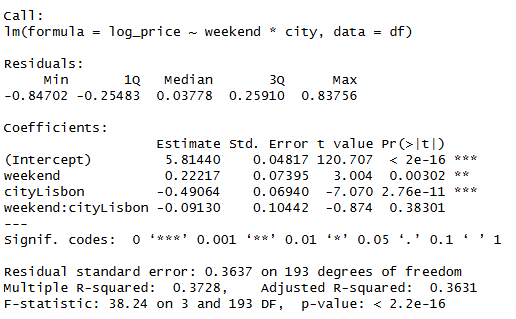 Call:
lm(formula = log_price ~ weekend * city, data = df)
Residuals:
Min 1Q Median 3Q Max
-0.84702 -0.25483 0.03778 0.25910 0.83756
Coefficients:
Estimate Std. Error t value Pr(>|t|)
(Intercept) 5.81440 0.04817 120.707 < 2e-16 ***
weekend 0.22217 0.07395 3.004 0.00302 **
cityLisbon -0.49064 0.06940 -7.070 2.76e-11 ***
weekend:cityLisbon -0.09130 0.10442 -0.874 0.38301
---
Signif. codes: 0 ‘***’ 0.001 ‘**’ 0.01 ‘*’ 0.05 ‘.’ 0.1 ‘ ’ 1
Residual standard error: 0.3637 on 193 degrees of freedom
Multiple R-squared: 0.3728, Adjusted R-squared: 0.3631
F-statistic: 38.24 on 3 and 193 DF, p-value: < 2.2e-16